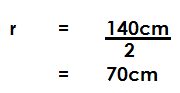 r = 140cm
2
= 70cm